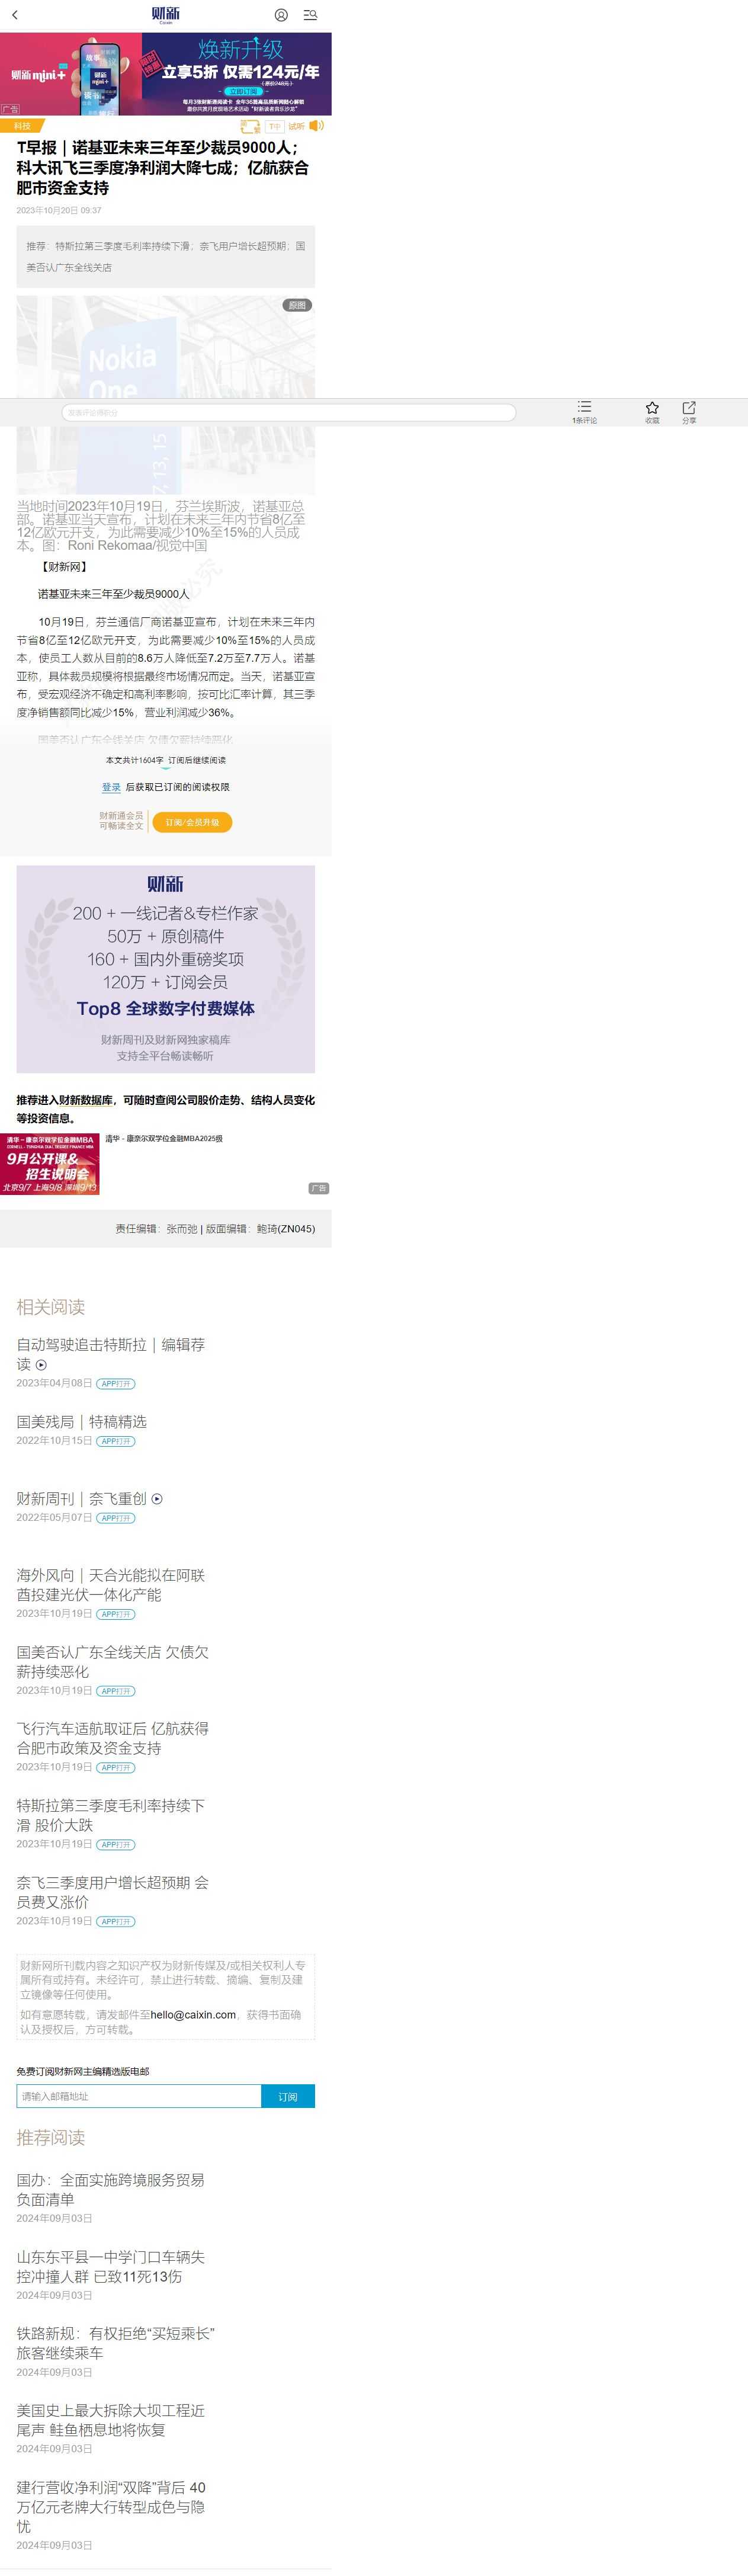 财新
Caixin
财新mini+
故事
限时特惠
焕新升级
立享5折 仅需124元/年
(原价248元)
立即订阅
每月3张财新通阅读卡 全年36篇高品质新闻贴心解读
广告
科技
T中
试听
T早报｜诺基亚未来三年至少裁员9000人；
科大讯飞三季度净利润大降七成；亿航获合
肥市资金支持
2023年10月20日 09:37
推荐：特斯拉第三季度毛利率持续下滑；奈飞用户增长超预期；国
美否认广东全线关店
原图
Nokia
One
发表评论得积分
1条评论
收藏
分享
7, 13, 15
当地时间2023年10月19日，芬兰埃斯波，诺基亚总
部。诺基亚当天宣布，计划在未来三年内节省8亿至
12亿欧元开支，为此需要减少10%至15%的人员成
本。图：Roni Rekomaa/视觉中国
【财新网】
诺基亚未来三年至少裁员9000人
10月19日，芬兰通信厂商诺基亚宣布，计划在未来三年内
节省8亿至12亿欧元开支，为此需要减少10%至15%的人员成
本，使员工人数从目前的8.6万人降低至7.2万至7.7万人。诺基
亚称，具体裁员规模将根据最终市场情况而定。当天，诺基亚宣
布，受宏观经济不确定和高利率影响，按可比汇率计算，其三季
度净销售额同比减少15%，营业利润减少36%。
国美否认广东全线关店 欠债欠薪持续恶化
本文共计1604字 订阅后继续阅读
登录 后获取已订阅的阅读权限
财新通会员
可畅读全文
订阅/会员升级
财新
200 + 一线记者&专栏作家
50万 + 原创稿件
160 + 国内外重磅奖项
120万 + 订阅会员
Top8 全球数字付费媒体
财新周刊及财新网独家稿库
支持全平台畅读畅听
推荐进入财新数据库，可随时查阅公司股价走势、结构人员变化
等投资信息。
清华－康奈尔双学位金融MBA
CORNELL - TSINGHUA DUAL DEGREE FINANCE MBA
9月公开课&
招生说明会
北京9/7 上海9/8 深圳9/13
清华－康奈尔双学位金融MBA2025级
广告
责任编辑：张而弛 | 版面编辑：鲍琦(ZN045)
相关阅读
自动驾驶追击特斯拉｜编辑荐
读
2023年04月08日 APP打开
国美残局｜特稿精选
2022年10月15日 APP打开
财新周刊｜奈飞重创
2022年05月07日 APP打开
海外风向｜天合光能拟在阿联
酋投建光伏一体化产能
2023年10月19日 APP打开
国美否认广东全线关店 欠债欠
薪持续恶化
2023年10月19日 APP打开
飞行汽车适航取证后 亿航获得
合肥市政策及资金支持
2023年10月19日 APP打开
特斯拉第三季度毛利率持续下
滑 股价大跌
2023年10月19日 APP打开
奈飞三季度用户增长超预期 会
员费又涨价
2023年10月19日 APP打开
财新网所刊载内容之知识产权为财新传媒及/或相关权利人专
属所有或持有。未经许可，禁止进行转载、摘编、复制及建
立镜像等任何使用。
如有意愿转载，请发邮件至hello@caixin.com，获得书面确
认及授权后，方可转载。
免费订阅财新网主编精选版电邮
请输入邮箱地址
订阅
推荐阅读
国办：全面实施跨境服务贸易
负面清单
2024年09月03日
山东东平县一中学门口车辆失
控冲撞人群 已致11死13伤
2024年09月03日
铁路新规：有权拒绝“买短乘长”
旅客继续乘车
2024年09月03日
美国史上最大拆除大坝工程近
尾声 鲑鱼栖息地将恢复
2024年09月03日
建行营收净利润“双降”背后 40
万亿元老牌大行转型成色与隐
忧
2024年09月03日